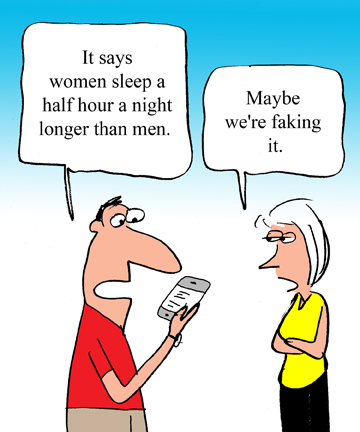 It says
women sleep a
half hour a night
longer than men.
Maybe
we're faking
it.